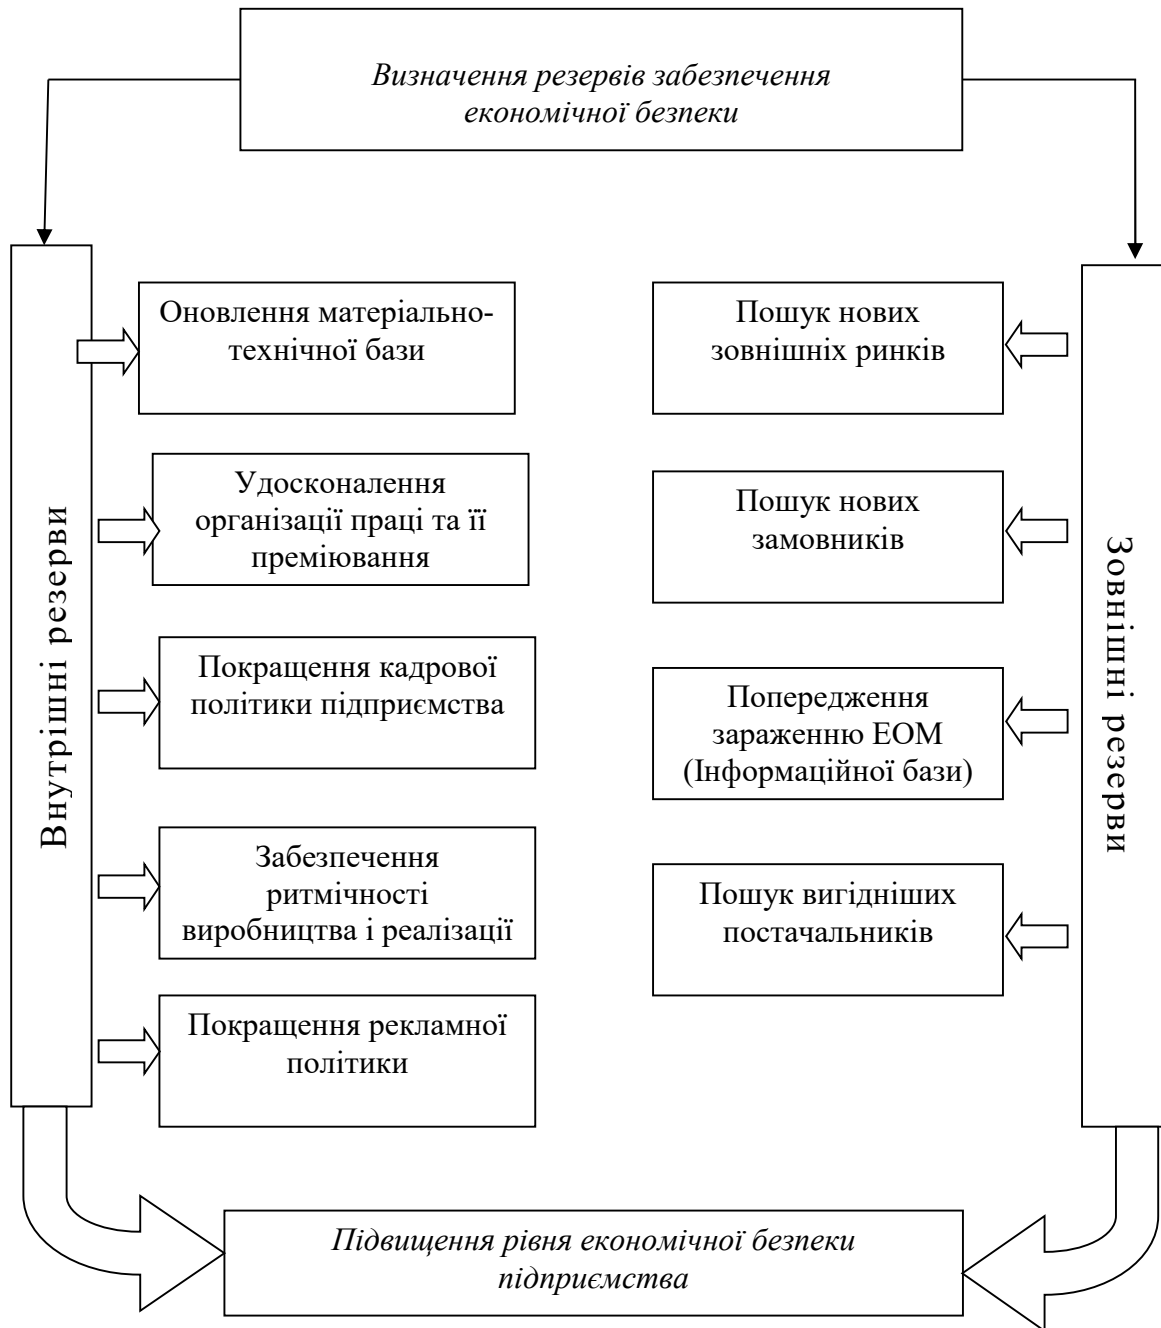 Визначення резервів забезпечення
економічної безпеки
Внутрішні резерви
Оновлення матеріально-
технічної бази
Удосконалення
організації праці та її
преміювання
Покращення кадрової
політики підприємства
Забезпечення
ритмічності
виробництва і реалізації
Покращення рекламної
політики
Пошук нових
зовнішніх ринків
Пошук нових
замовників
Попередження
зараженню ЕОМ
(Інформаційної бази)
Пошук вигідніших
постачальників
Зовнішні резерви
Підвищення рівня економічної безпеки
підприємства